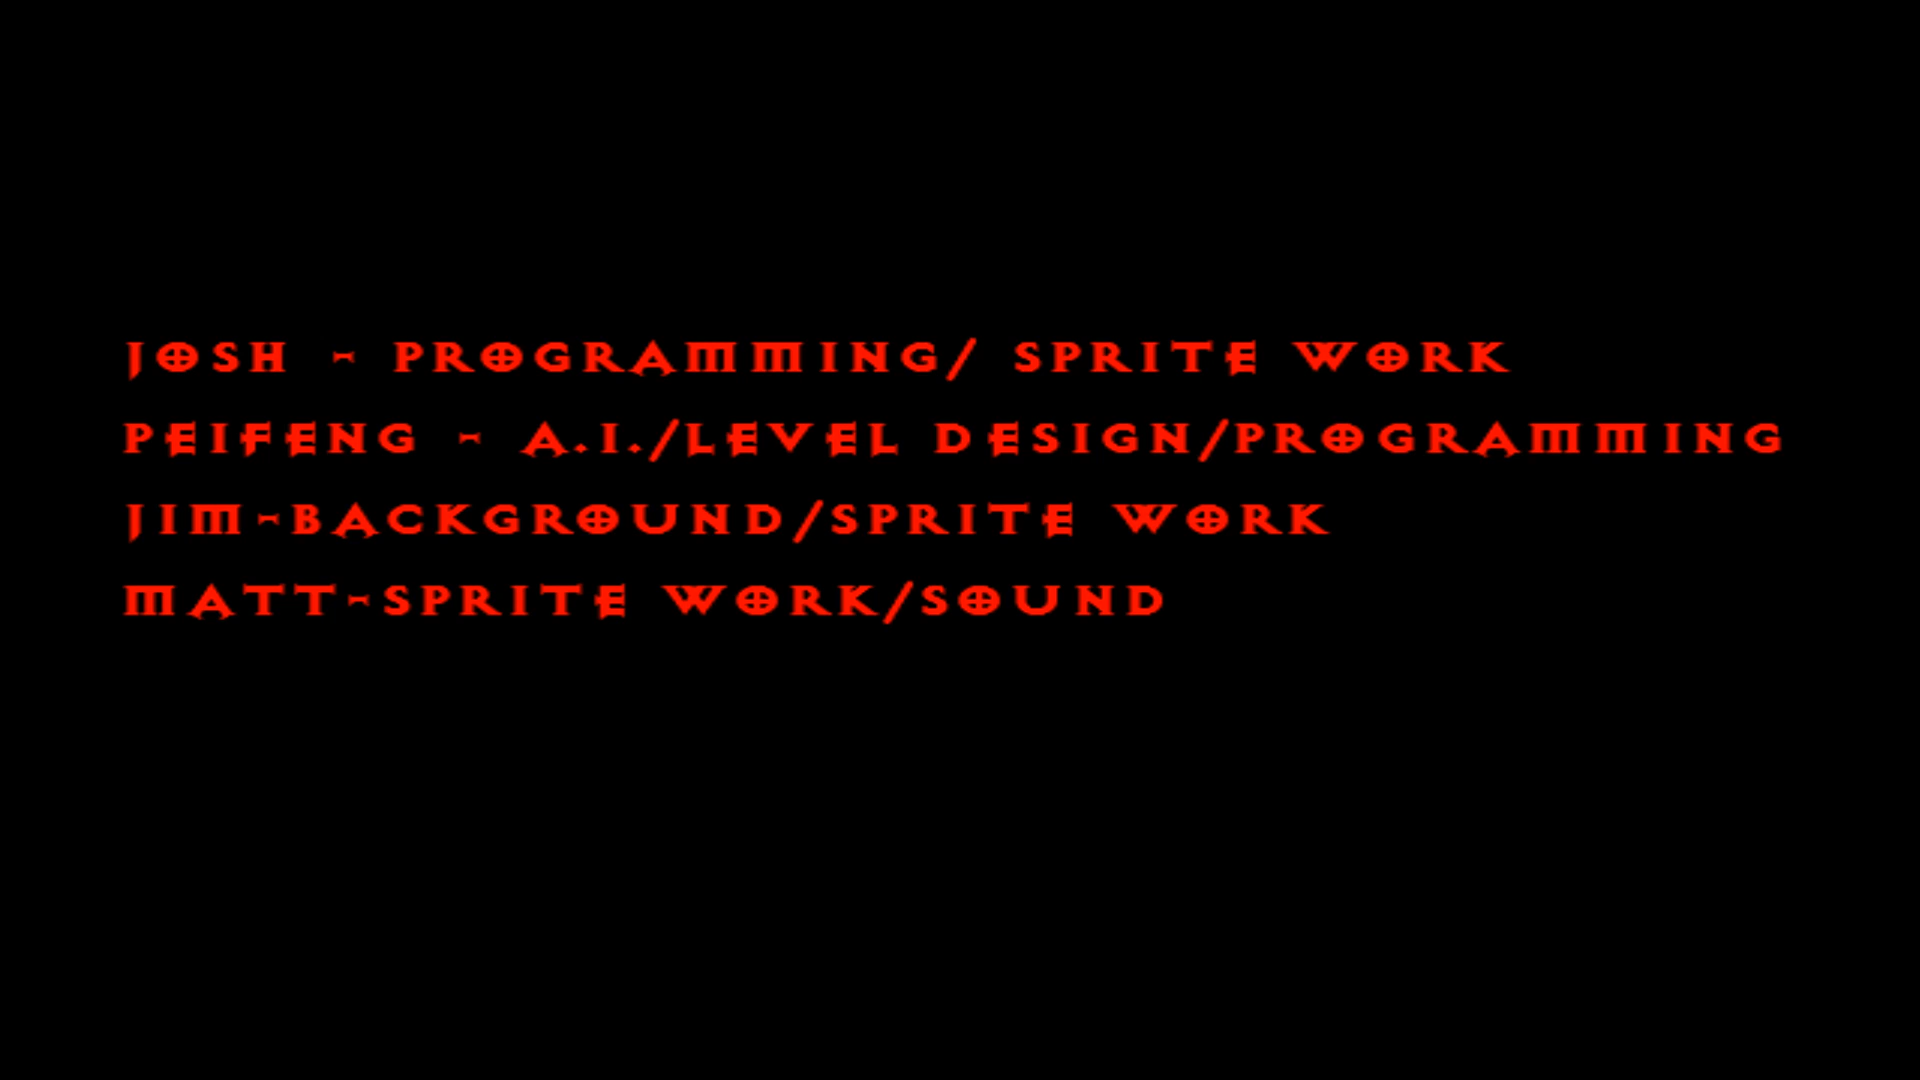 JOSH - PROGRAMMING/ SPRITE WORK
PEIFENG - A.I./LEVEL DESIGN/PROGRAMMING
JIM-BACKGROUND/SPRITE WORK
MATT-SPRITE WORK/SOUND